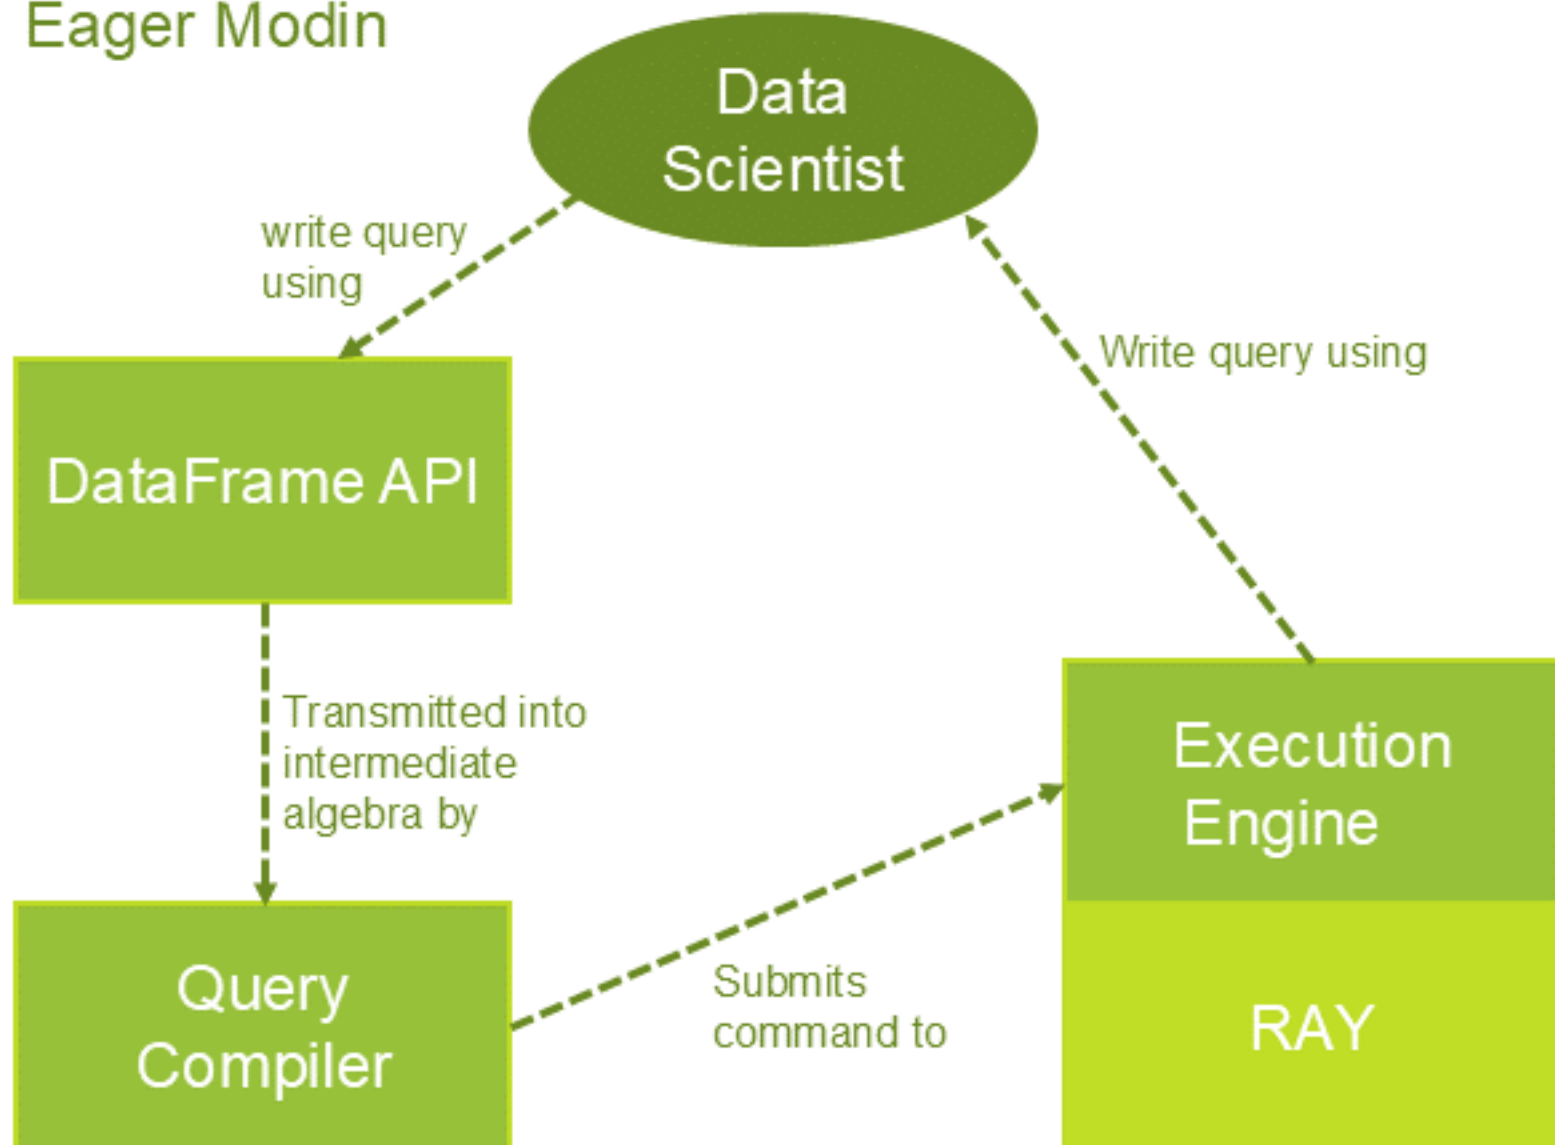 Eager Modin
Data
Scientist
write query
using
Write query using
DataFrame API
Transmitted into
intermediate
algebra by
Execution
Engine
Query
Compiler
Submits
command to
RAY